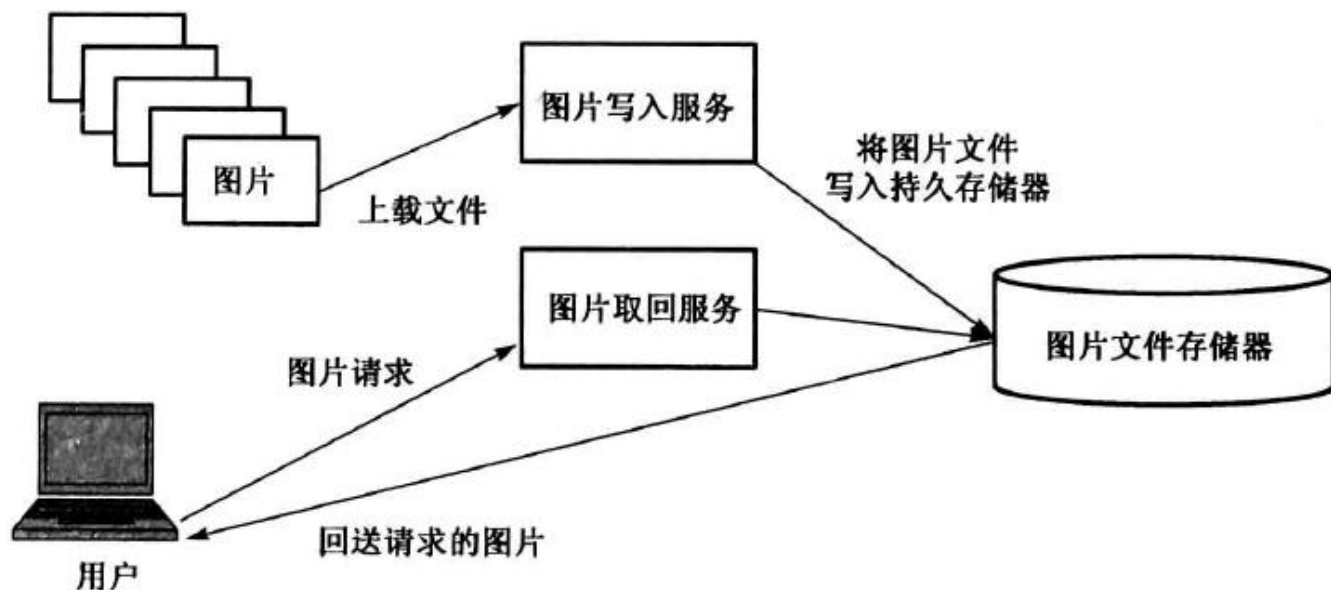 图片写入服务
将图片文件
写入持久存储器
图片
上载文件
图片取回服务
图片文件存储器
图片请求
回送请求的图片
用户